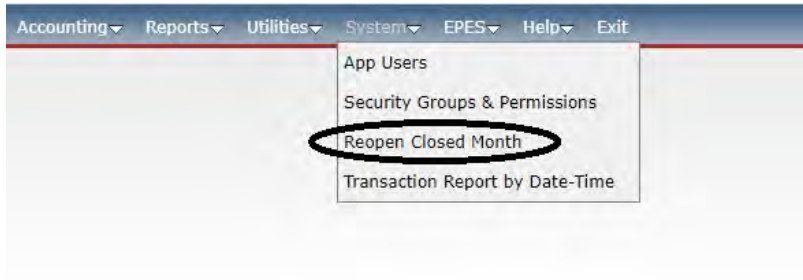 Accounting Reports Utilities System EPES Help Exit
App Users
Security Groups & Permissions
Reopen Closed Month
Transaction Report by Date-Time